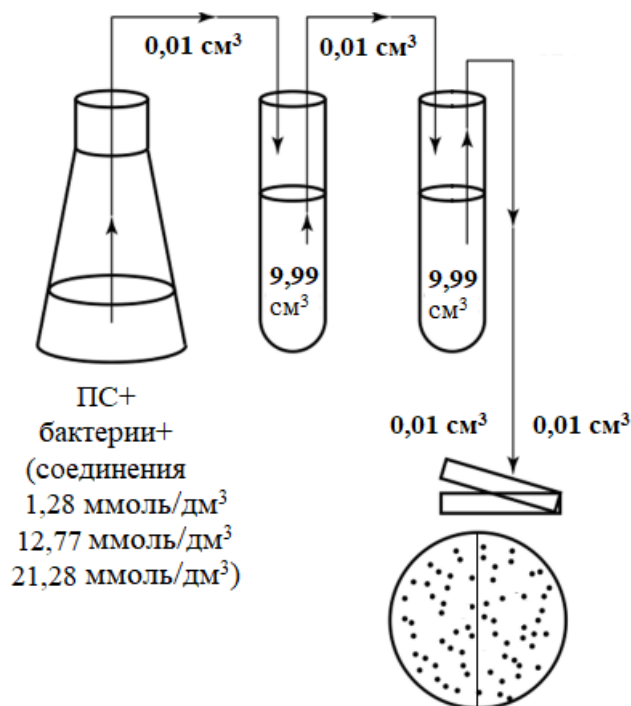 0,01 см³ 0,01 см³
9,99 9,99
см³ см³
ПС+
бактерии+
(соединения
1,28 ммоль/дм³
12,77 ммоль/дм³
21,28 ммоль/дм³)
0,01 см³ 0,01 см³